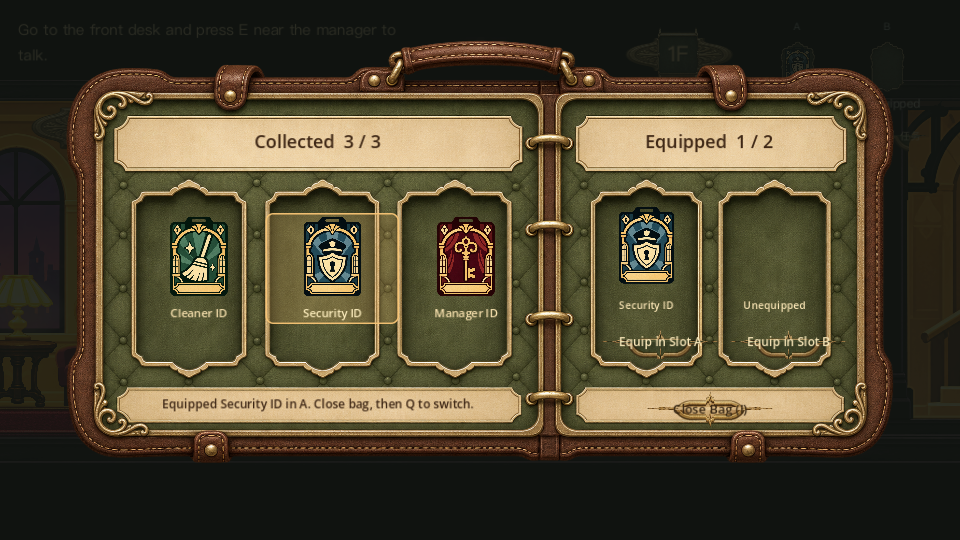 Go to the front desk and press E near the manager to
talk.
1F
A
B
Collected 3 / 3
Equipped 1 / 2
Cleaner ID
Security ID
Manager ID
Security ID
Unequipped
Equip in Slot A
Equip in Slot B
Equipped Security ID in A. Close bag, then Q to switch.
Close Bag (I)